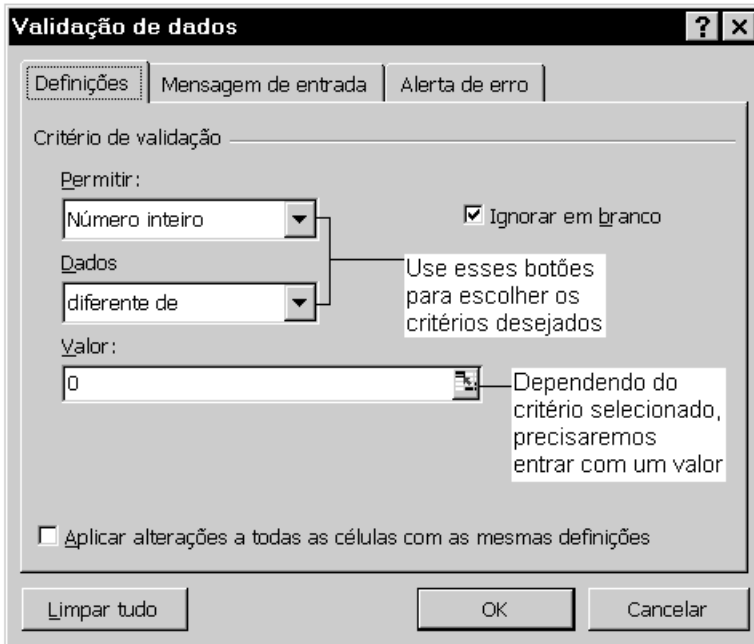 Validação de dados
Definições
Mensagem de entrada
Alerta de erro
Critério de validação
Permitir:
Número inteiro
Ignorar em branco
Dados
diferente de
Use esses botões
para escolher os
critérios desejados
Valor:
0
Dependendo do
critério selecionado,
precisaremos
entrar com um valor
Aplicar alterações a todas as células com as mesmas definições
Limpar tudo
OK
Cancelar